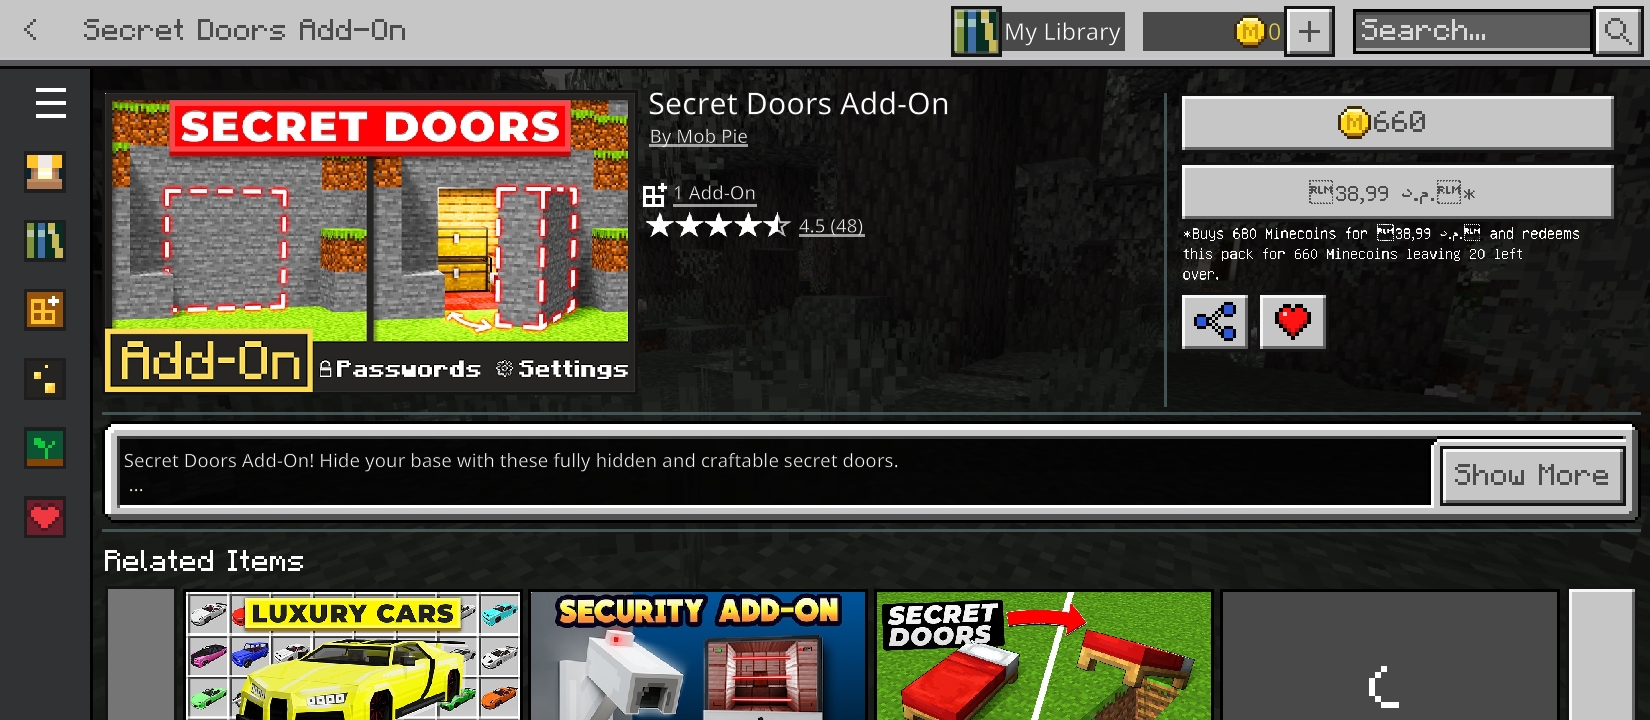 Secret Doors Add-On
My Library
0
Search...
SECRET DOORS
Add-On
Passwords
Settings
Secret Doors Add-On
By Mob Pie
1 Add-On
4.5 (48)
660
RLM38,99 د.م.RLM*
*Buys 680 Minecoins for RLM38,99 د.م.RLM and redeems
this pack for 660 Minecoins leaving 20 left
over.
Secret Doors Add-On! Hide your base with these fully hidden and craftable secret doors.
...
Show More
Related Items
LUXURY CARS
SECURITY ADD-ON
SECRET
DOORS